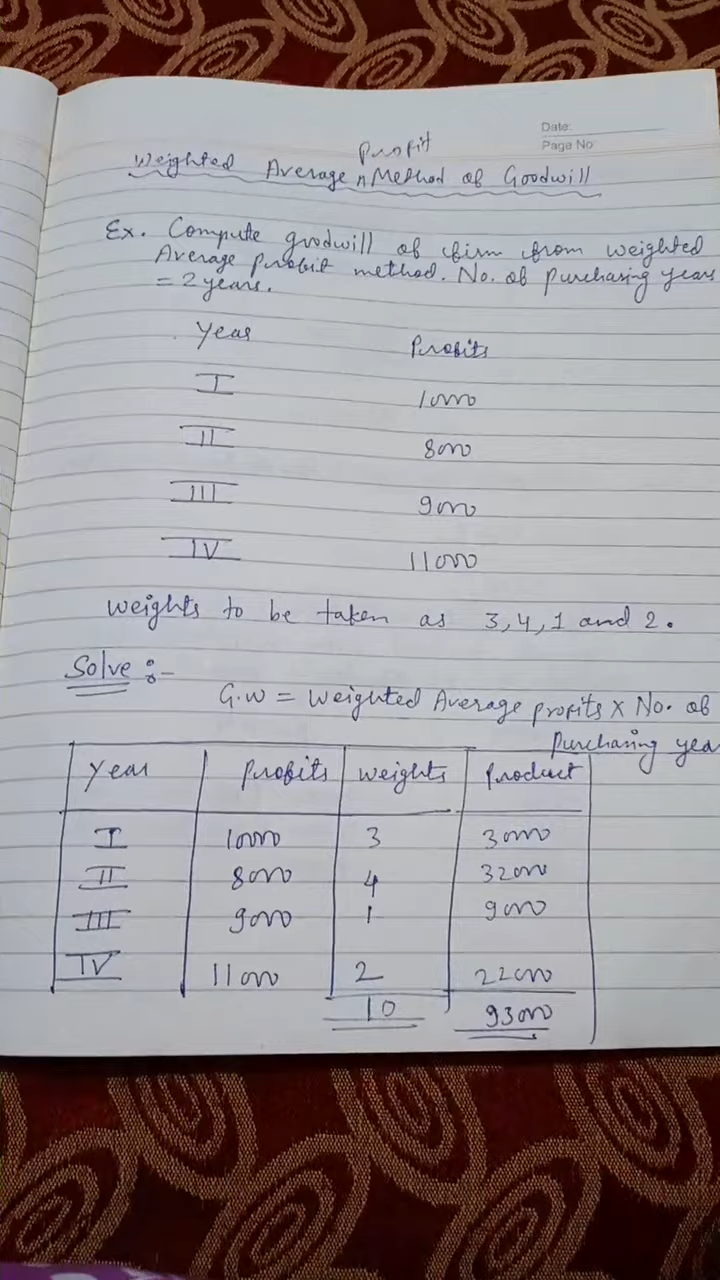 Date:
Page No:
Profit
Weighted Average ^ Method of Goodwill
Ex. Compute goodwill of firm from weighted
Average profit method. No. of purchasing years
= 2 years.
Year Profits
I 10000
II 8000
III 9000
IV 11000
Weights to be taken as 3, 4, 1 and 2.
Solve :-
G.W = Weighted Average profits × No. of
purchasing yea
Year Profits Weights Product
I 10000 3 30000
II 8000 4 32000
III 9000 1 9000
IV 11000 2 22000
10 93000